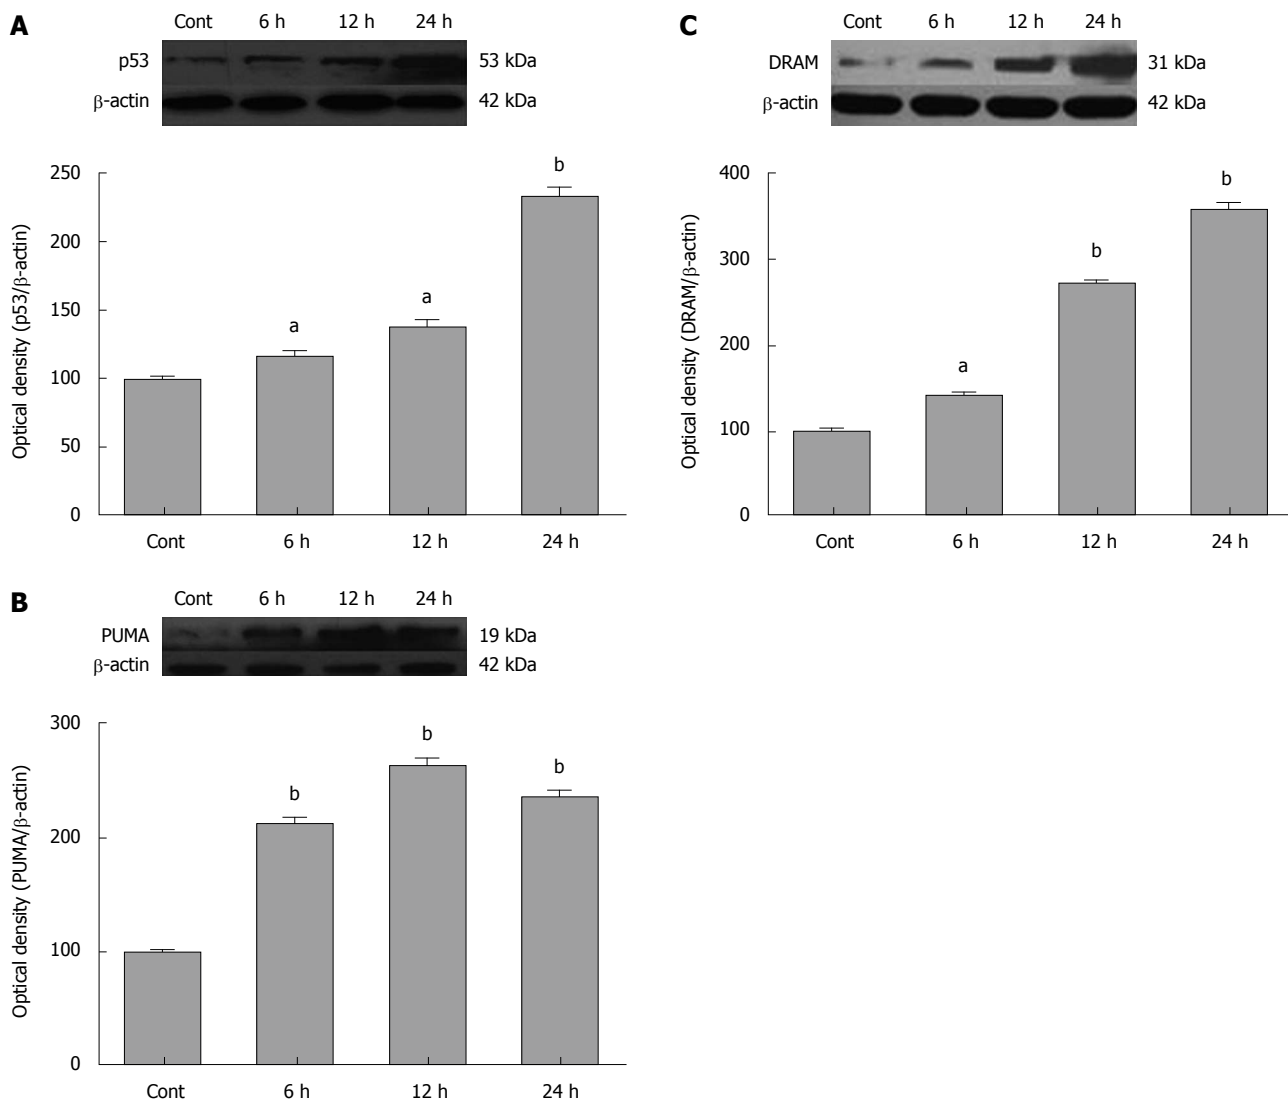 A
Cont 6 h 12 h 24 h
p53 53 kDa
β-actin 42 kDa
Optical density (p53/β-actin)
250
200
150
100
50
0
a
a
b
Cont 6 h 12 h 24 h
B
Cont 6 h 12 h 24 h
PUMA 19 kDa
β-actin 42 kDa
Optical density (PUMA/β-actin)
300
200
100
0
b
b
b
Cont 6 h 12 h 24 h
C
Cont 6 h 12 h 24 h
DRAM 31 kDa
β-actin 42 kDa
Optical density (DRAM/β-actin)
400
300
200
100
0
a
b
b
Cont 6 h 12 h 24 h